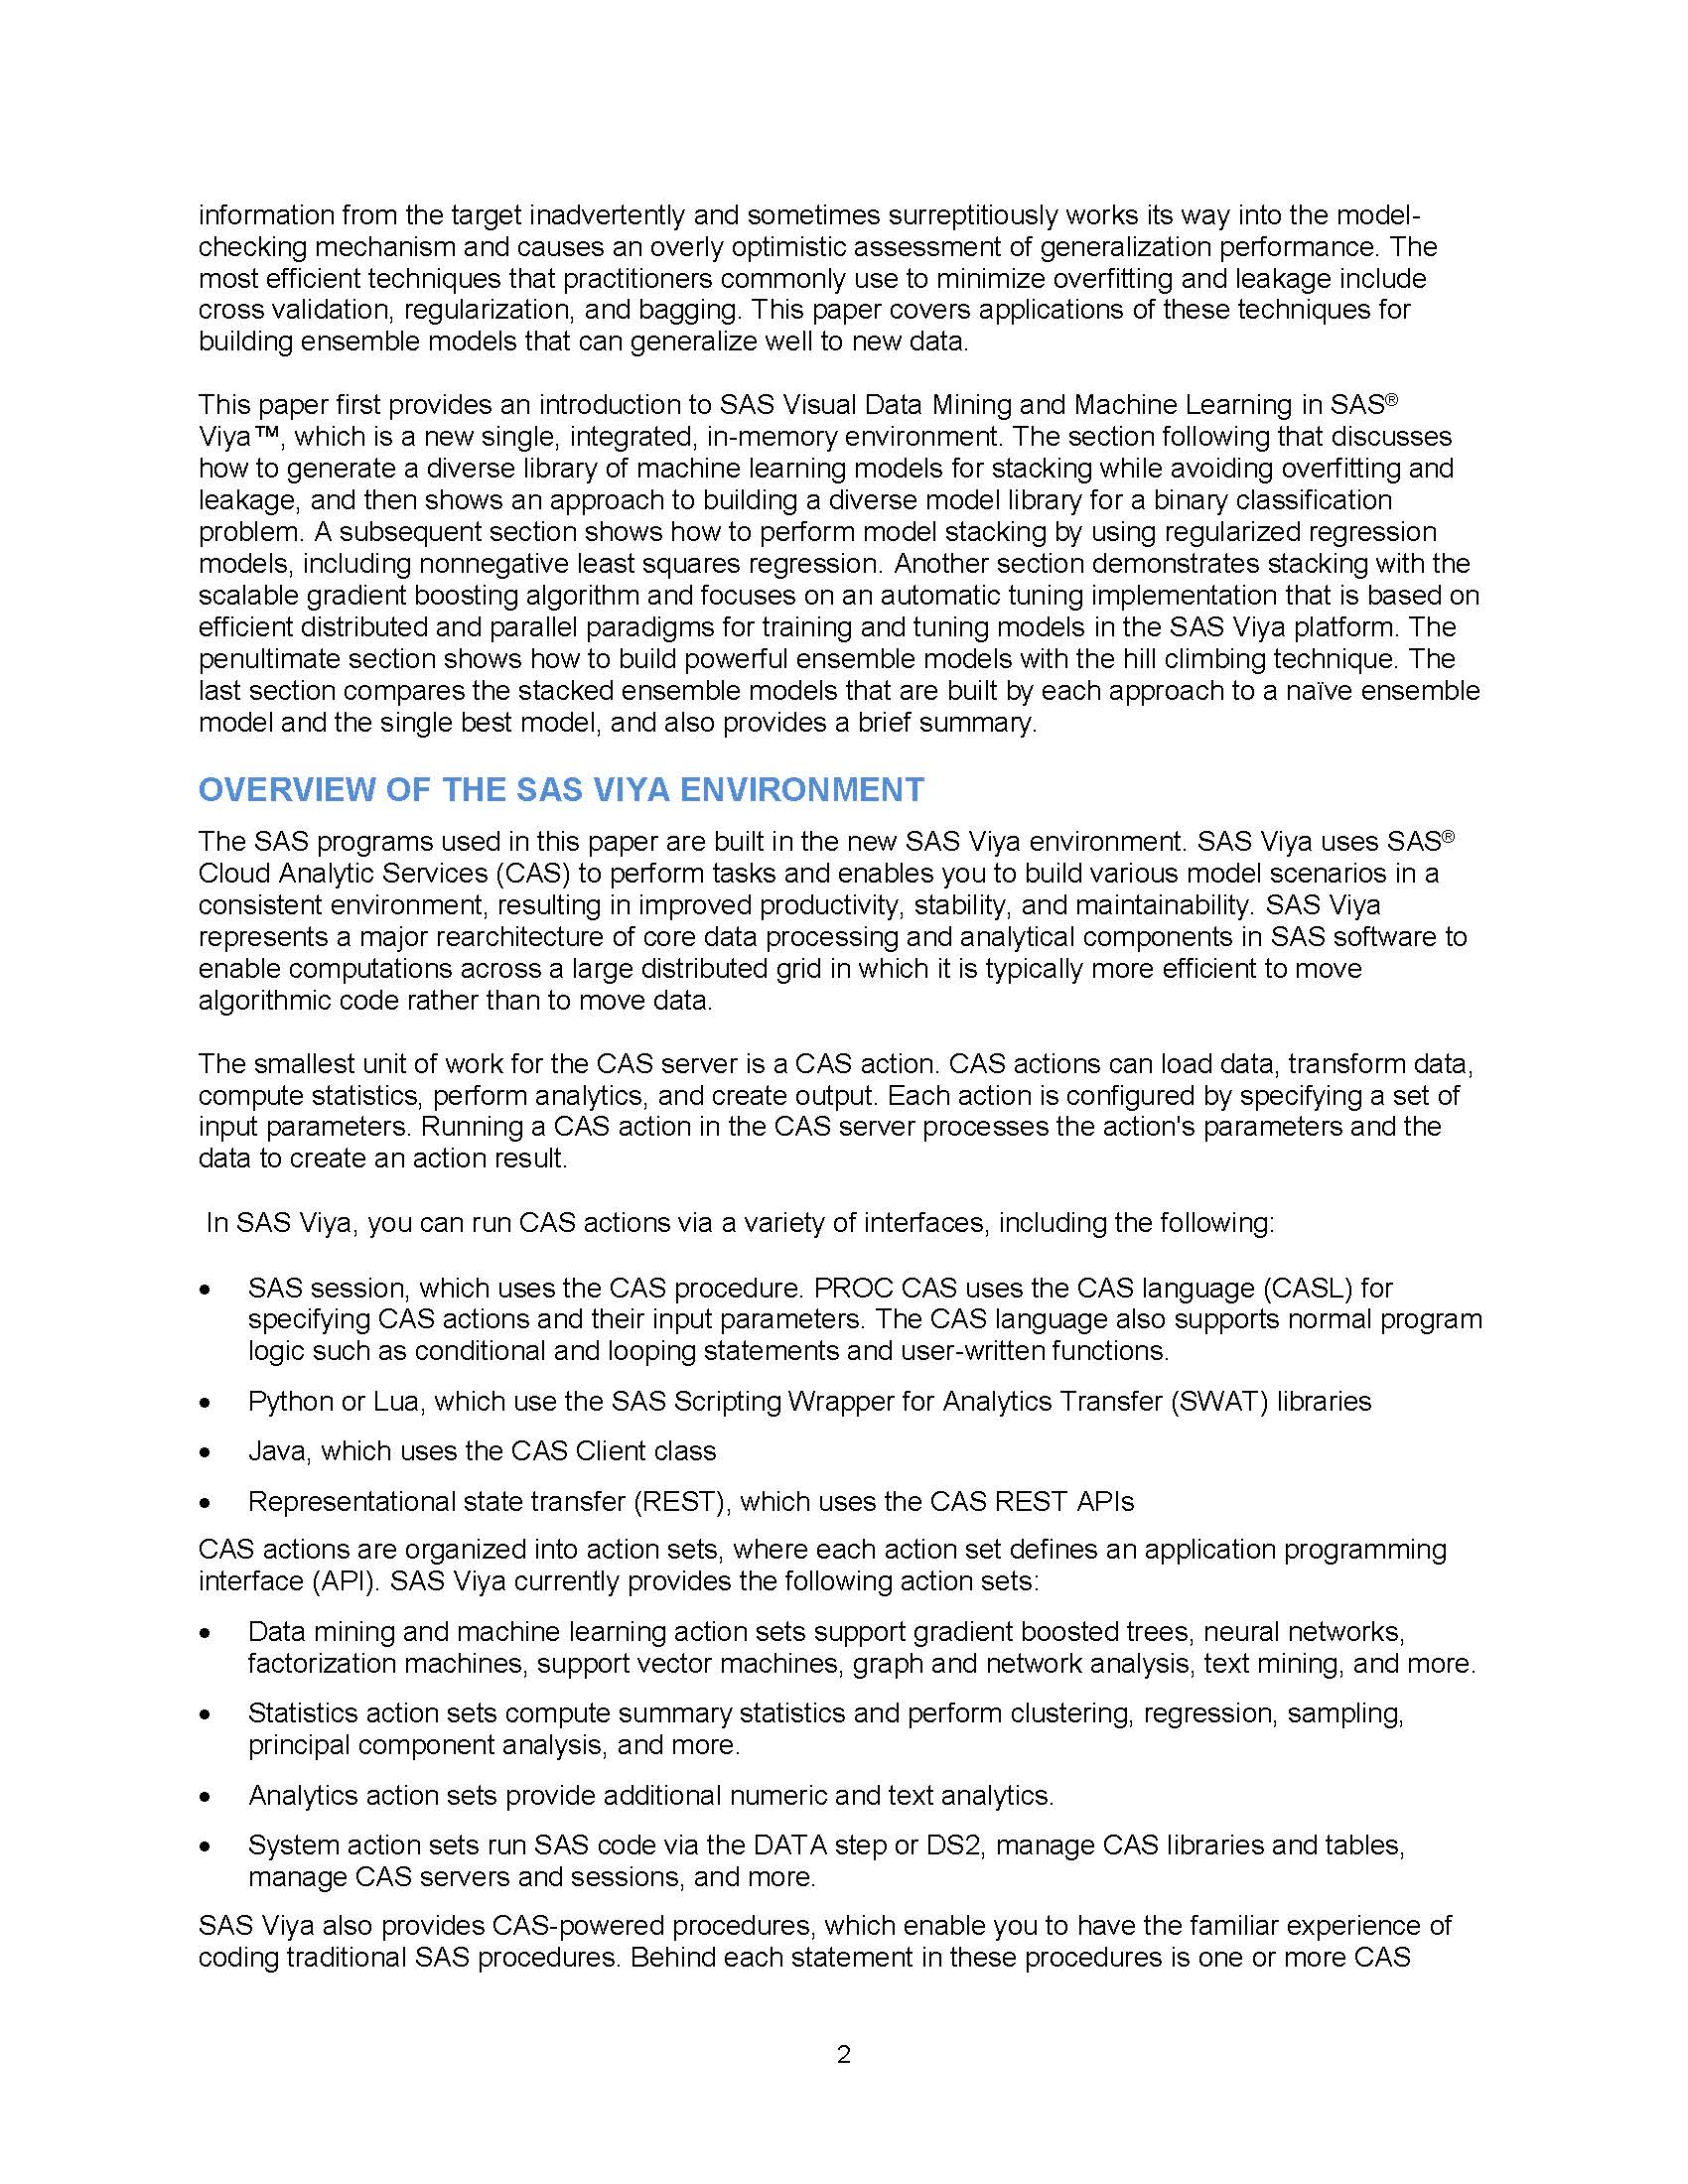 information from the target inadvertently and sometimes surreptitiously works its way into the model-
checking mechanism and causes an overly optimistic assessment of generalization performance. The
most efficient techniques that practitioners commonly use to minimize overfitting and leakage include
cross validation, regularization, and bagging. This paper covers applications of these techniques for
building ensemble models that can generalize well to new data.
This paper first provides an introduction to SAS Visual Data Mining and Machine Learning in SAS®
Viya™, which is a new single, integrated, in-memory environment. The section following that discusses
how to generate a diverse library of machine learning models for stacking while avoiding overfitting and
leakage, and then shows an approach to building a diverse model library for a binary classification
problem. A subsequent section shows how to perform model stacking by using regularized regression
models, including nonnegative least squares regression. Another section demonstrates stacking with the
scalable gradient boosting algorithm and focuses on an automatic tuning implementation that is based on
efficient distributed and parallel paradigms for training and tuning models in the SAS Viya platform. The
penultimate section shows how to build powerful ensemble models with the hill climbing technique. The
last section compares the stacked ensemble models that are built by each approach to a naïve ensemble
model and the single best model, and also provides a brief summary.
OVERVIEW OF THE SAS VIYA ENVIRONMENT
The SAS programs used in this paper are built in the new SAS Viya environment. SAS Viya uses SAS®
Cloud Analytic Services (CAS) to perform tasks and enables you to build various model scenarios in a
consistent environment, resulting in improved productivity, stability, and maintainability. SAS Viya
represents a major rearchitecture of core data processing and analytical components in SAS software to
enable computations across a large distributed grid in which it is typically more efficient to move
algorithmic code rather than to move data.
The smallest unit of work for the CAS server is a CAS action. CAS actions can load data, transform data,
compute statistics, perform analytics, and create output. Each action is configured by specifying a set of
input parameters. Running a CAS action in the CAS server processes the action's parameters and the
data to create an action result.
In SAS Viya, you can run CAS actions via a variety of interfaces, including the following:
• SAS session, which uses the CAS procedure. PROC CAS uses the CAS language (CASL) for
specifying CAS actions and their input parameters. The CAS language also supports normal program
logic such as conditional and looping statements and user-written functions.
• Python or Lua, which use the SAS Scripting Wrapper for Analytics Transfer (SWAT) libraries
• Java, which uses the CAS Client class
• Representational state transfer (REST), which uses the CAS REST APIs
CAS actions are organized into action sets, where each action set defines an application programming
interface (API). SAS Viya currently provides the following action sets:
• Data mining and machine learning action sets support gradient boosted trees, neural networks,
factorization machines, support vector machines, graph and network analysis, text mining, and more.
• Statistics action sets compute summary statistics and perform clustering, regression, sampling,
principal component analysis, and more.
• Analytics action sets provide additional numeric and text analytics.
• System action sets run SAS code via the DATA step or DS2, manage CAS libraries and tables,
manage CAS servers and sessions, and more.
SAS Viya also provides CAS-powered procedures, which enable you to have the familiar experience of
coding traditional SAS procedures. Behind each statement in these procedures is one or more CAS
2